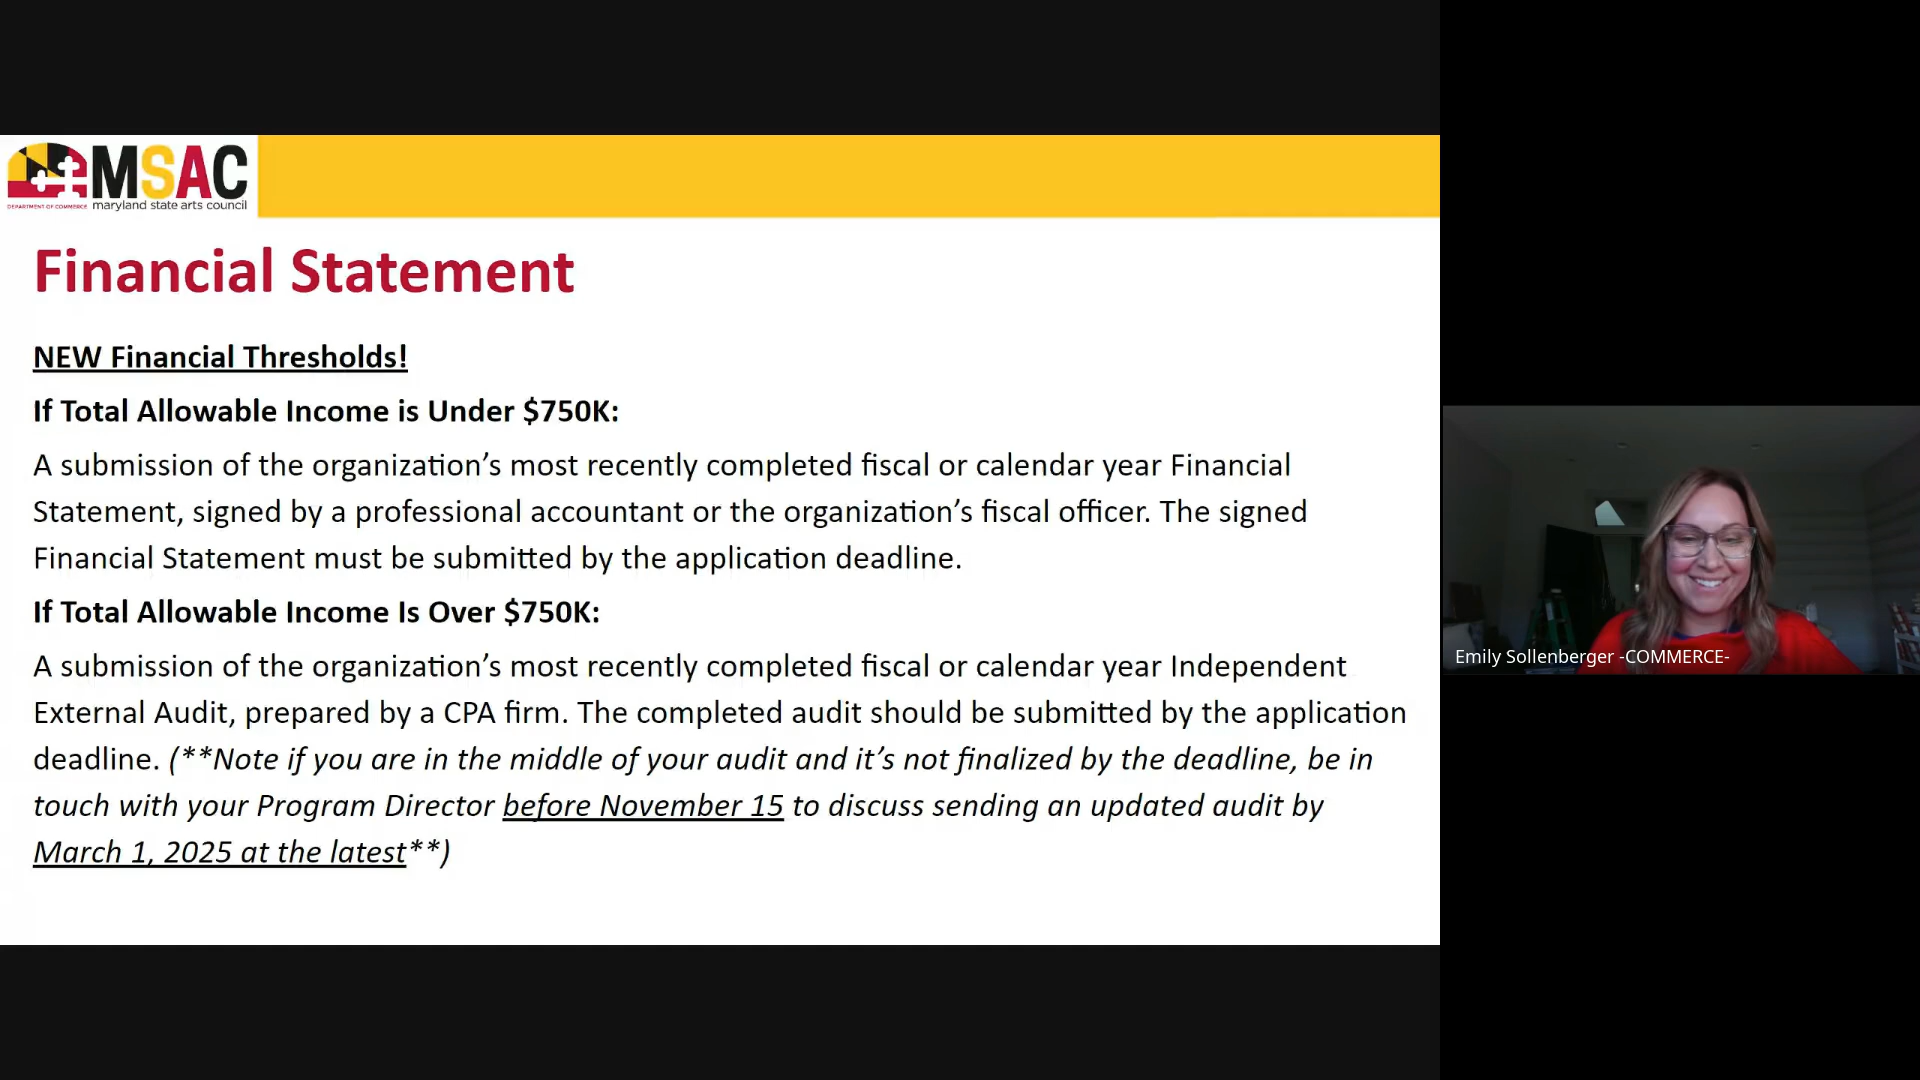 MSAC
DEPARTMENT OF COMMERCE
maryland state arts council
Financial Statement
NEW Financial Thresholds!
If Total Allowable Income is Under $750K:
A submission of the organization’s most recently completed fiscal or calendar year Financial
Statement, signed by a professional accountant or the organization’s fiscal officer. The signed
Financial Statement must be submitted by the application deadline.
If Total Allowable Income Is Over $750K:
A submission of the organization’s most recently completed fiscal or calendar year Independent
External Audit, prepared by a CPA firm. The completed audit should be submitted by the application
deadline. (**Note if you are in the middle of your audit and it’s not finalized by the deadline, be in
touch with your Program Director before November 15 to discuss sending an updated audit by
March 1, 2025 at the latest**)
Emily Sollenberger -COMMERCE-